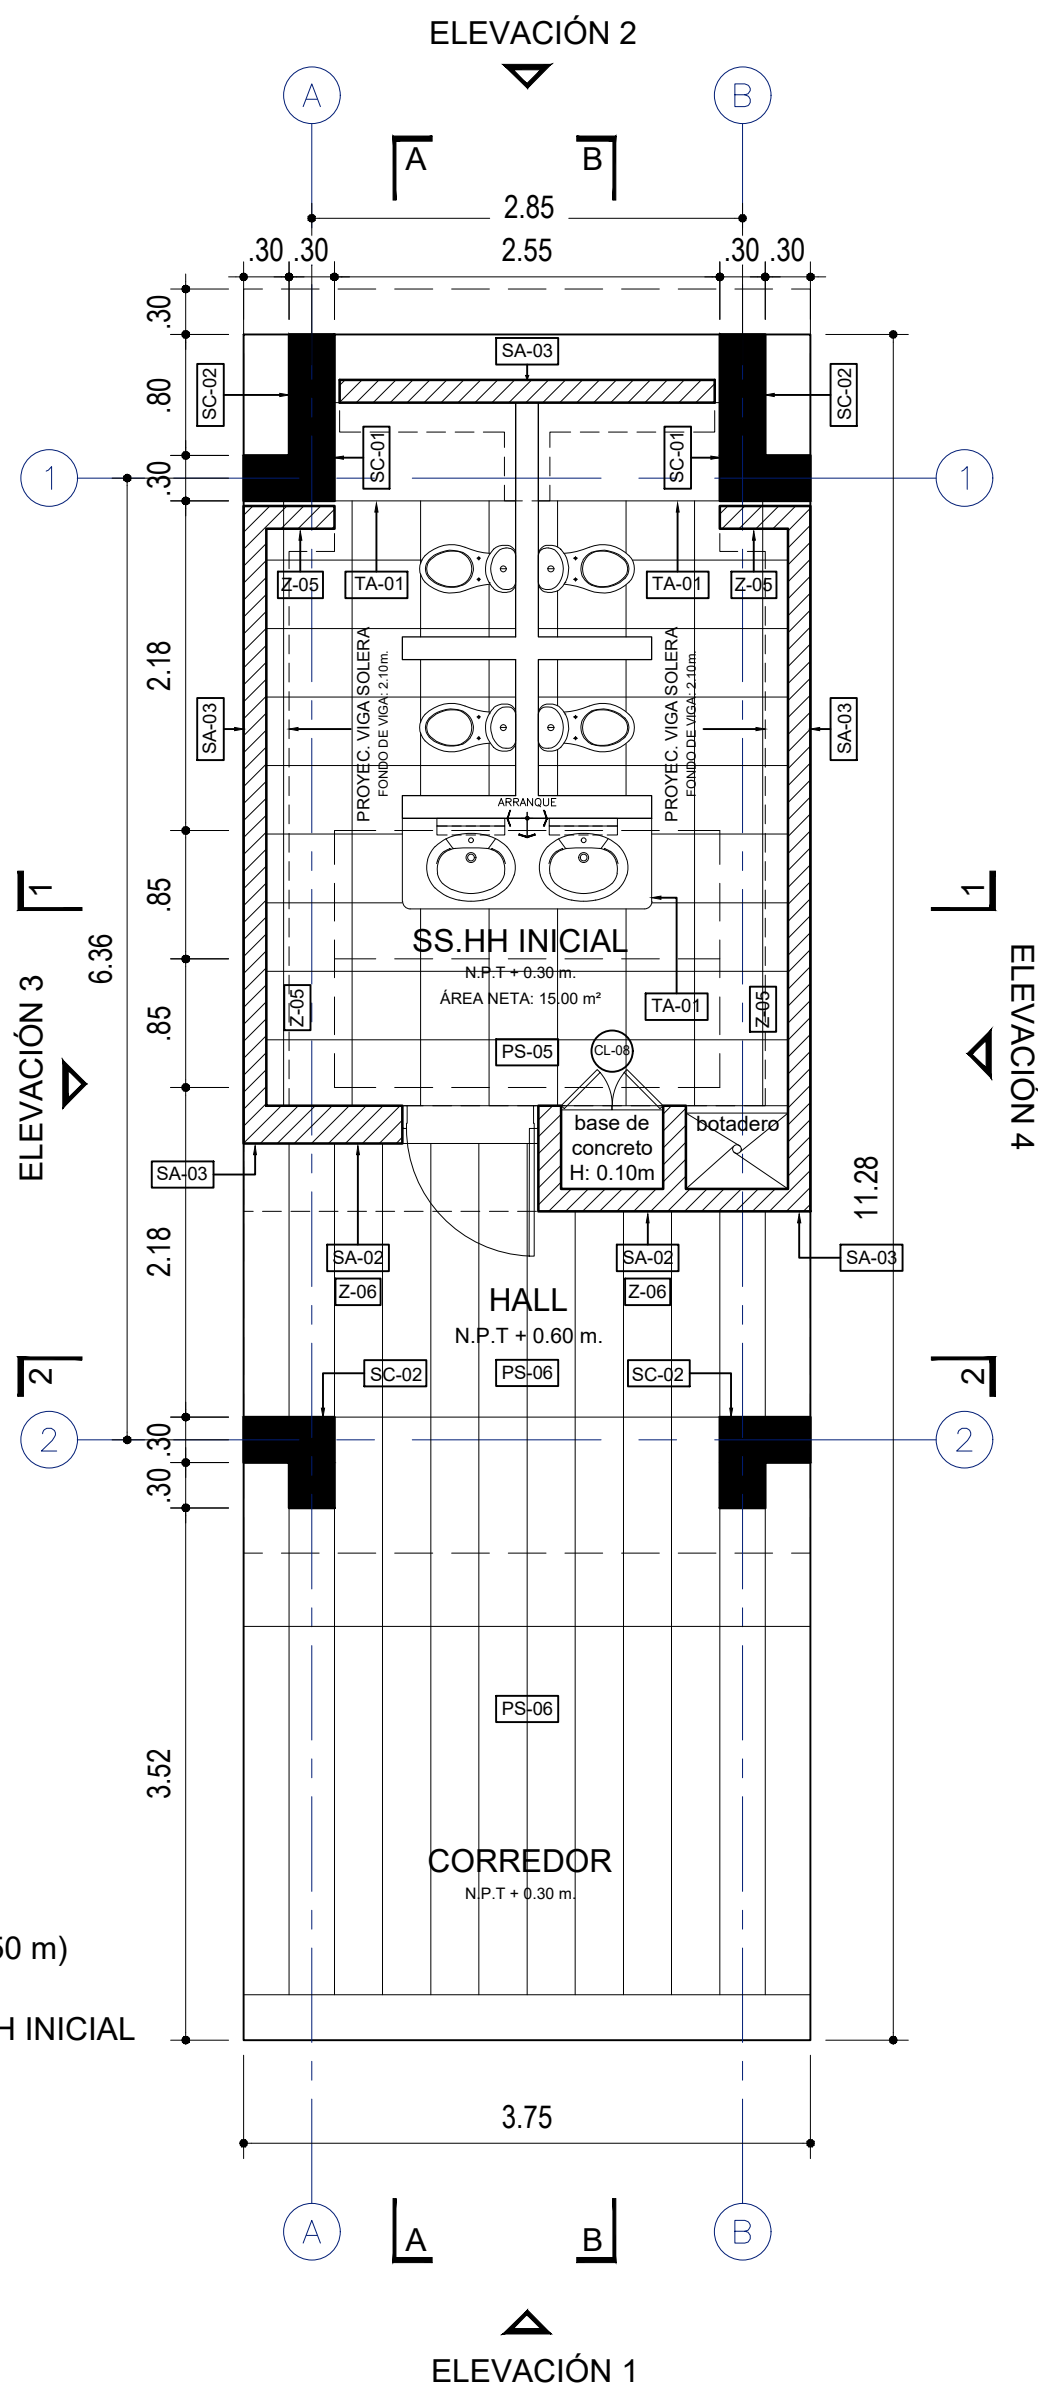 ELEVACIÓN 2
A
B
A
B
2.85
.30
.30
2.55
.30
.30
.30
SA-03
SC-02
SC-02
.80
SC-01
SC-01
.30
1
1
Z-05
TA-01
TA-01
Z-05
2.18
PROYEC. VIGA SOLERA
FONDO DE VIGA: 2.10m.
PROYEC. VIGA SOLERA
FONDO DE VIGA: 2.10m.
SA-03
SA-03
ARRANQUE
1
1
.85
6.36
SS.HH INICIAL
N.P.T + 0.30 m.
ÁREA NETA: 15.00 m²
Z-05
TA-01
Z-05
ELEVACIÓN 3
ELEVACIÓN 4
.85
PS-05
CL-08
base de
concreto
H: 0.10m
botadero
SA-03
11.28
2.18
SA-02
Z-06
SA-02
Z-06
SA-03
HALL
N.P.T + 0.60 m.
2
SC-02
PS-06
SC-02
2
2
.30
2
.30
PS-06
3.52
CORREDOR
N.P.T + 0.30 m.
50 m)
H INICIAL
3.75
A
B
A
B
ELEVACIÓN 1